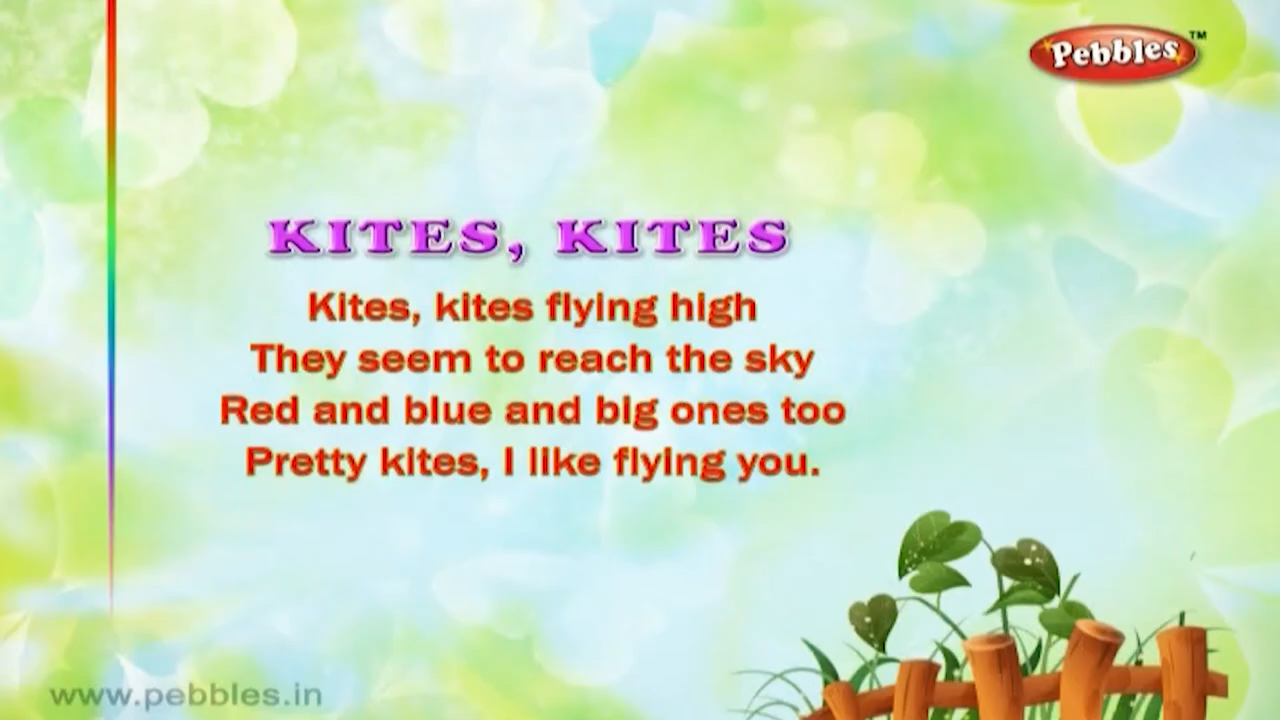 Pebbles™
KITES, KITES
Kites, kites flying high
They seem to reach the sky
Red and blue and big ones too
Pretty kites, I like flying you.
www.pebbles.in